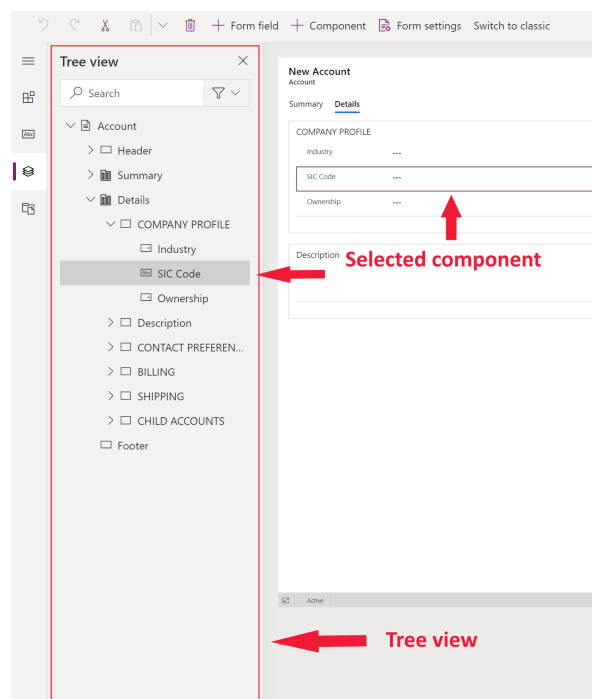 Form field
Component
Form settings
Switch to classic
Tree view
Search
Account
Header
Summary
Details
COMPANY PROFILE
Industry
Abc SIC Code
Ownership
Description
CONTACT PREFEREN...
BILLING
SHIPPING
CHILD ACCOUNTS
Footer
Abc
New Account
Account
Summary Details
COMPANY PROFILE
Industry ---
SIC Code ---
Ownership ---
Description
Selected component
Active
Tree view